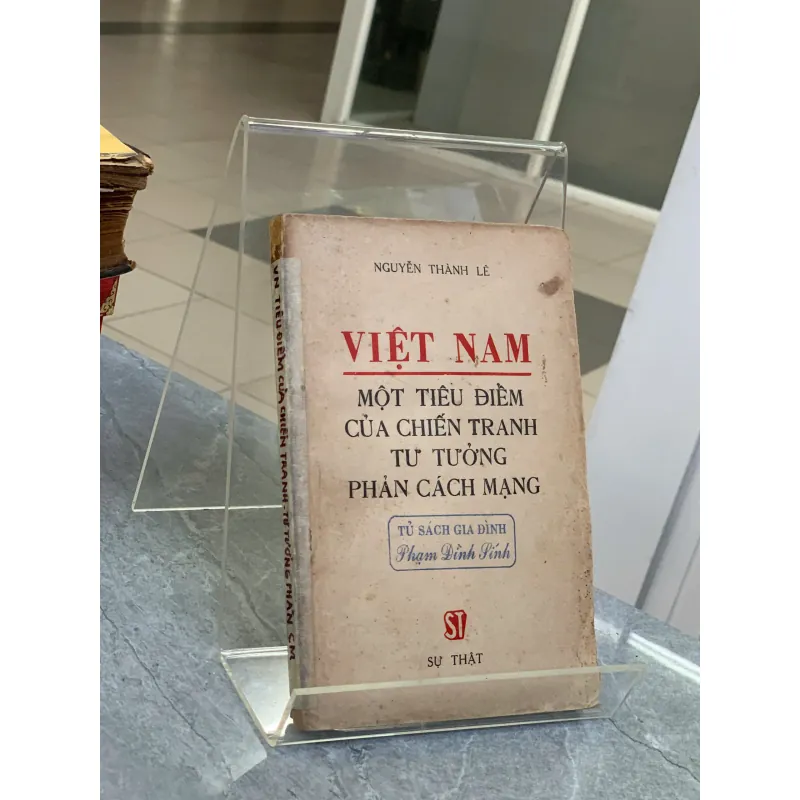 NGUYỄN THÀNH LÊ
VIỆT NAM
MỘT TIÊU ĐIỂM
CỦA CHIẾN TRANH
TƯ TƯỞNG
PHẢN CÁCH MẠNG
TỦ SÁCH GIA ĐÌNH
Phạm Đình Sính
ST
SỰ THẬT
VN TIÊU ĐIỂM CỦA CHIẾN TRANH - TƯ TƯỞNG PHẢN CM